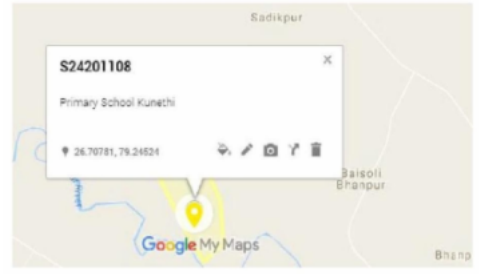 Sadikpur
S24201108
Primary School Kunethi
26.70781, 79.24524
Baisoli
Bhanpur
Google My Maps
Bhanp